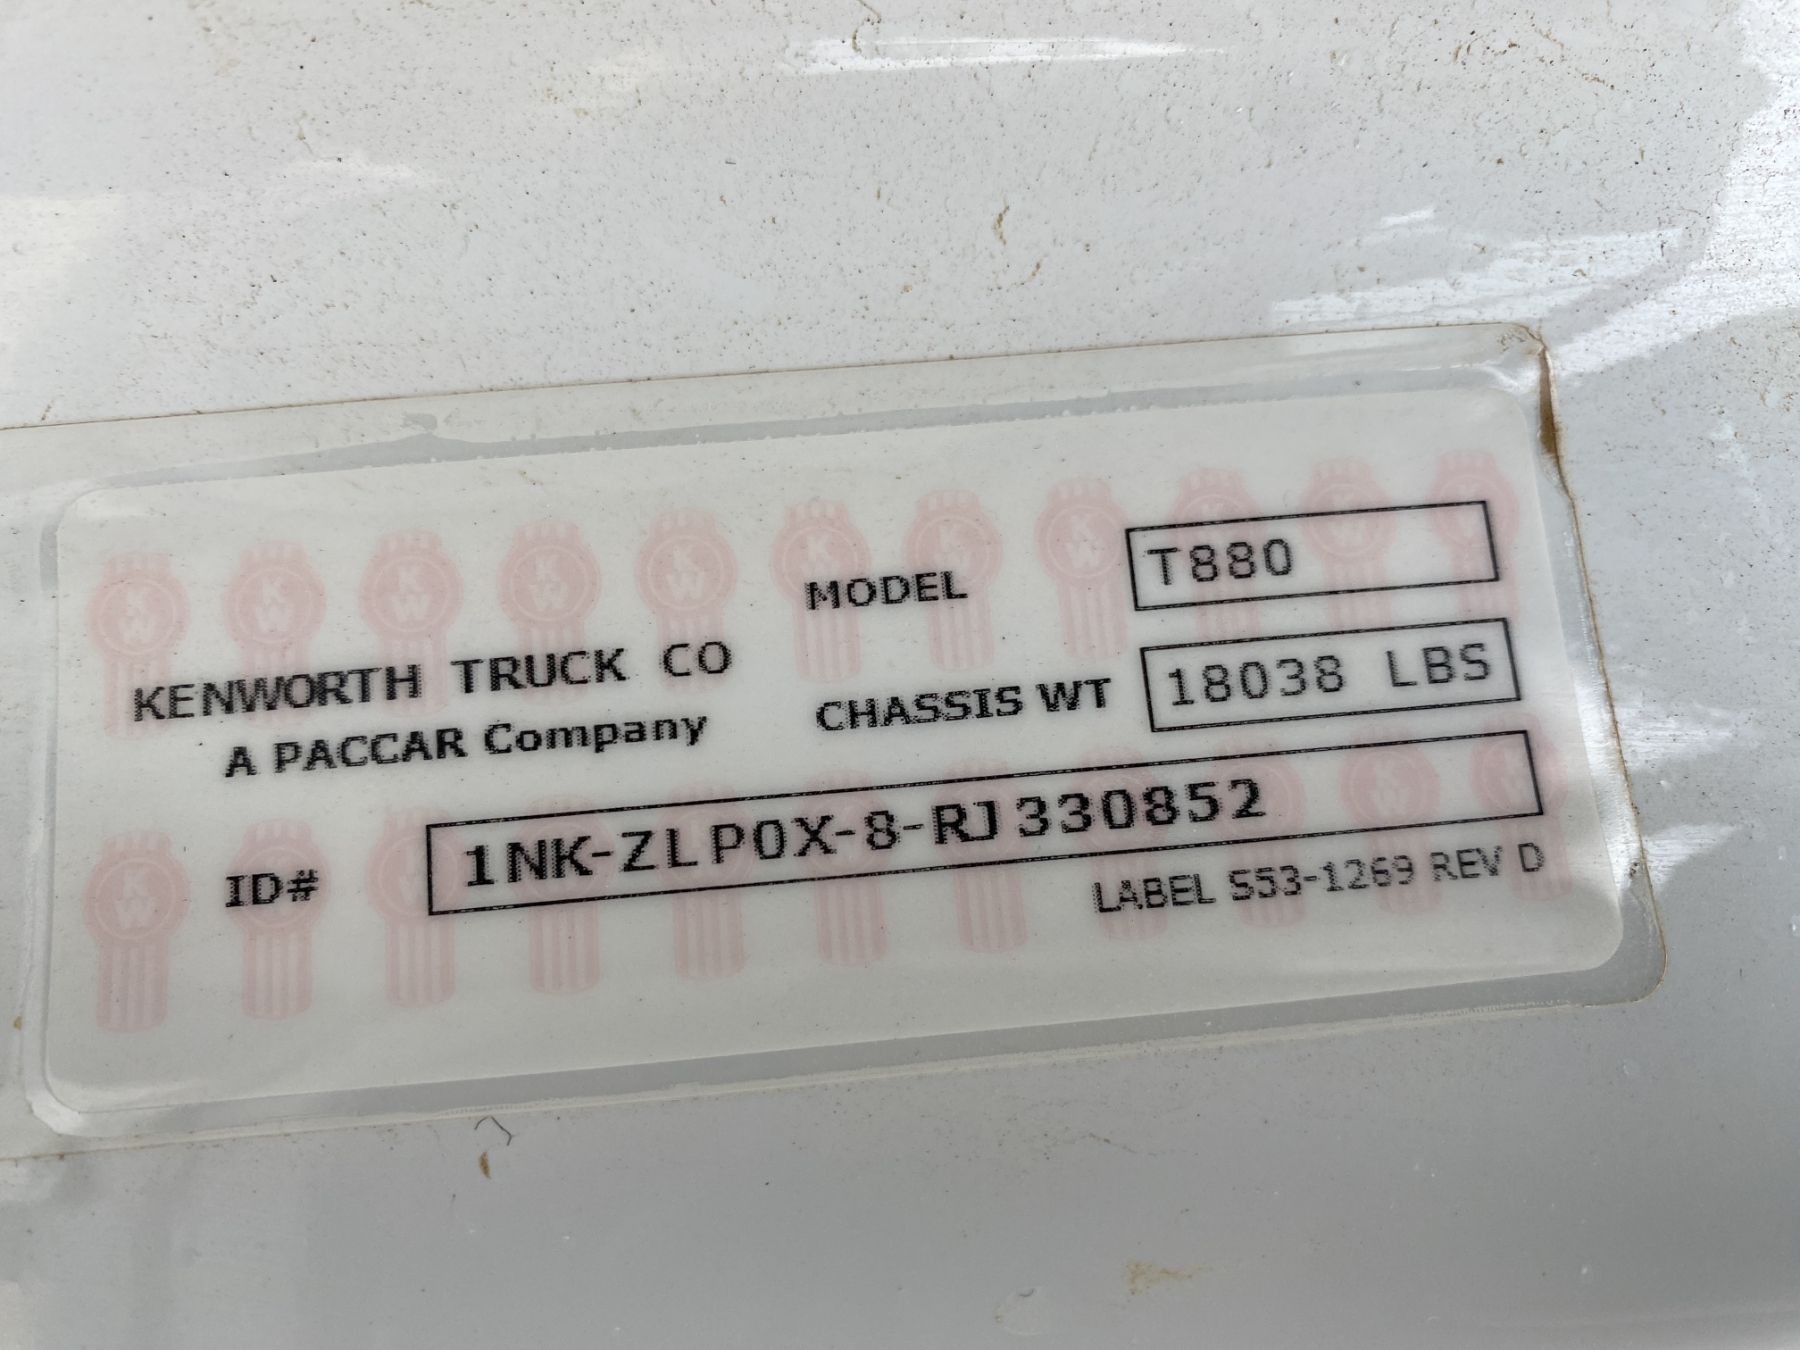 MODEL T880
KENWORTH TRUCK CO
A PACCAR Company
CHASSIS WT 18038 LBS
ID# 1NK-ZLP0X-8-RJ330852
LABEL S53-1269 REV D